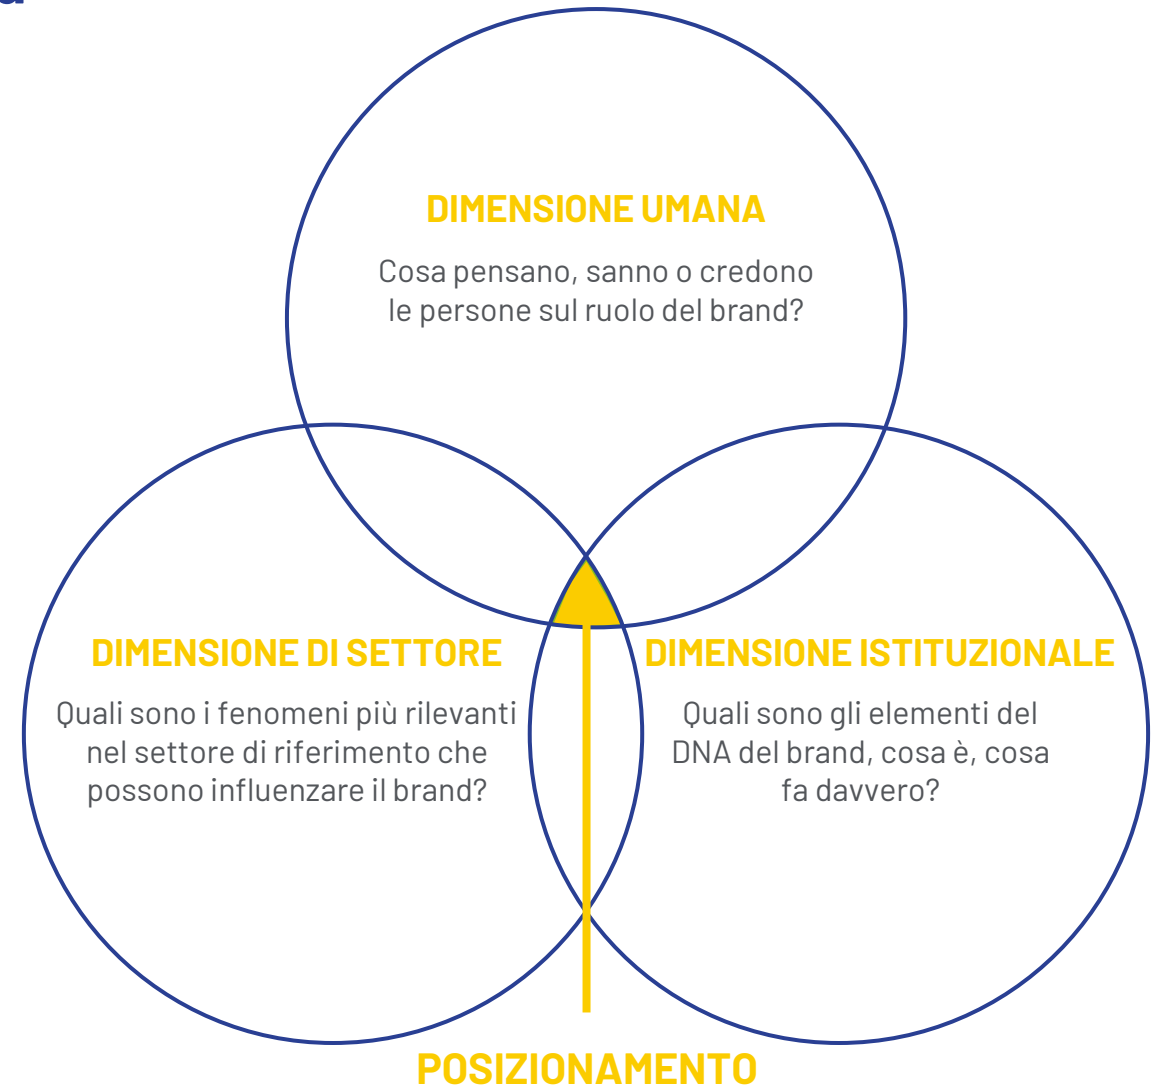 DIMENSIONE UMANA
Cosa pensano, sanno o credono
le persone sul ruolo del brand?
DIMENSIONE DI SETTORE
Quali sono i fenomeni più rilevanti
nel settore di riferimento che
possono influenzare il brand?
DIMENSIONE ISTITUZIONALE
Quali sono gli elementi del
DNA del brand, cosa è, cosa
fa davvero?
POSIZIONAMENTO